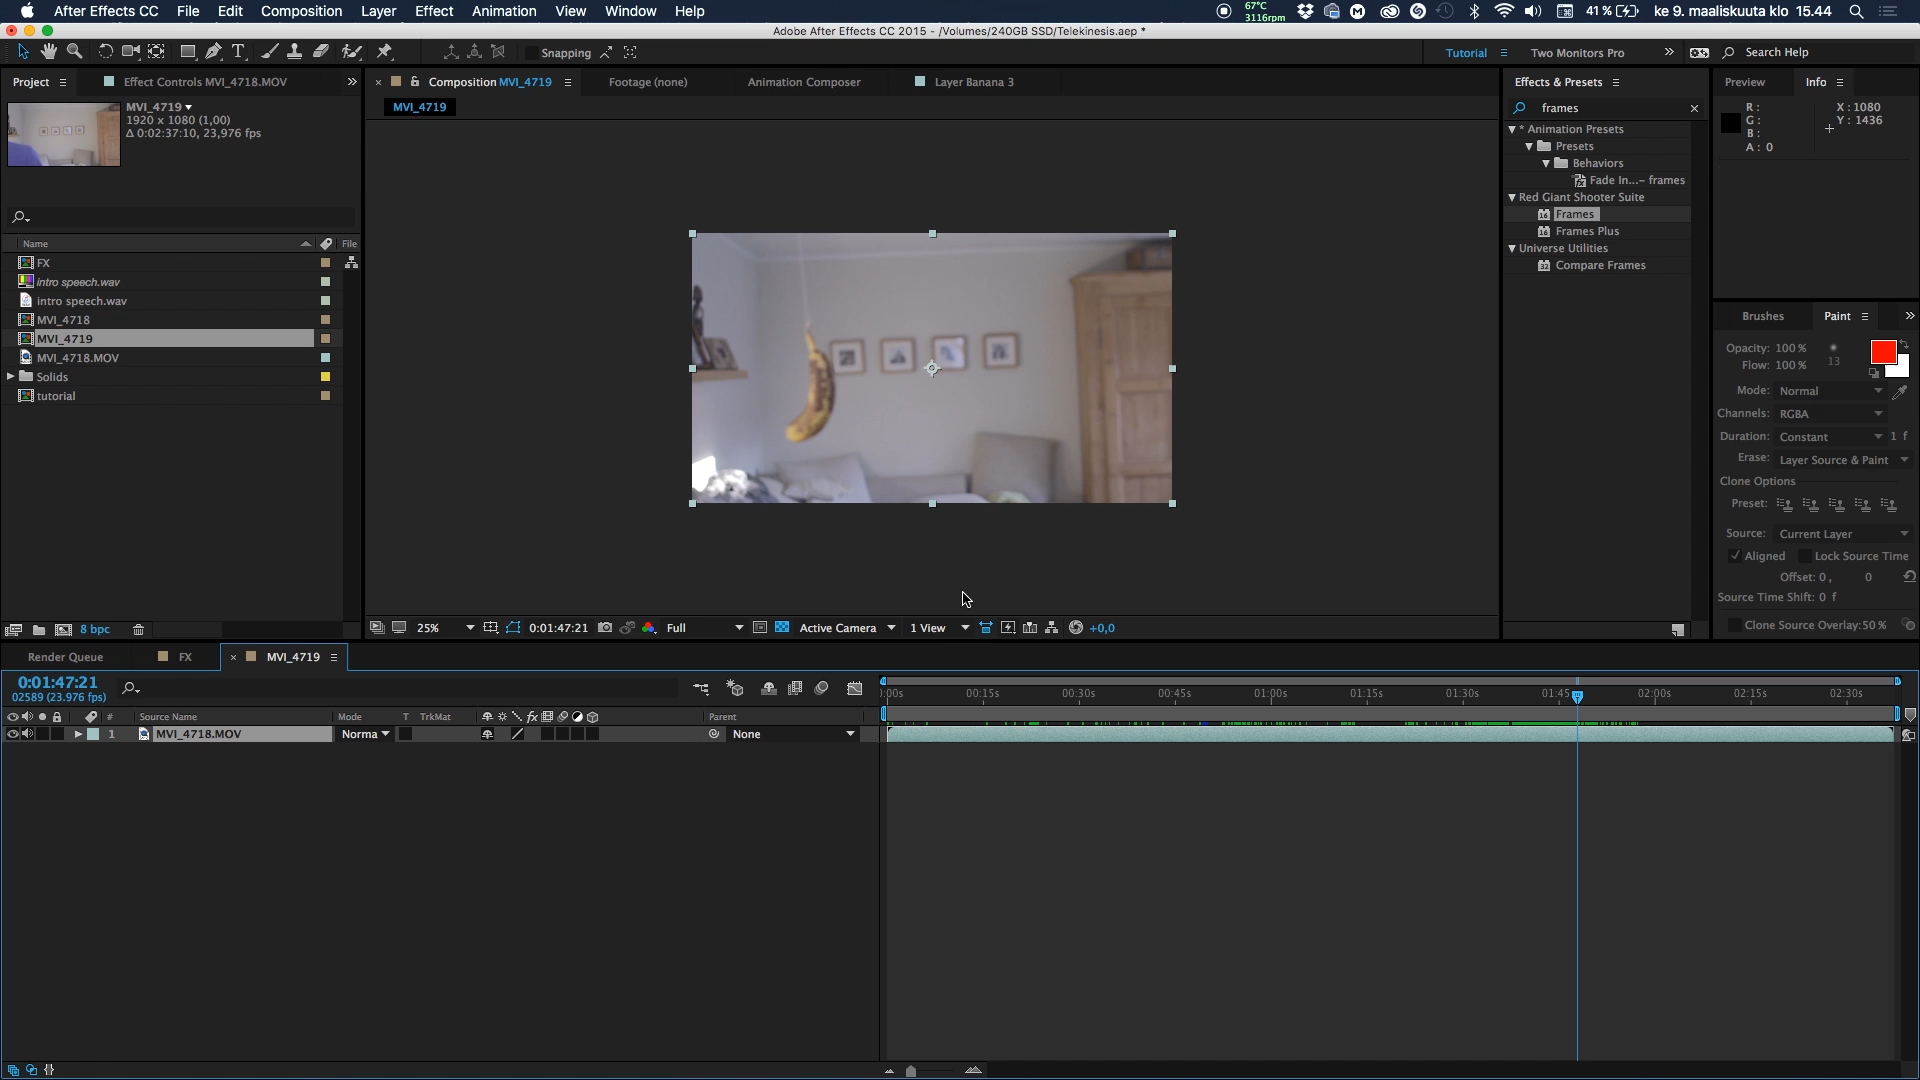 After Effects CC File Edit Composition Layer Effect Animation View Window Help 67°C 3116rpm 41 % ke 9. maaliskuuta klo 15.44
Adobe After Effects CC 2015 - /Volumes/240GB SSD/Telekinesis.aep *
Snapping Tutorial Two Monitors Pro Search Help
Project Effect Controls MVI_4718.MOV Composition MVI_4719 Footage (none) Animation Composer Layer Banana 3 Effects & Presets Preview Info
MVI_4719
1920 x 1080 (1,00)
Δ 0:02:37:10, 23,976 fps
MVI_4719
frames
* Animation Presets
Presets
Behaviors
Fade In...- frames
Red Giant Shooter Suite
Frames
Frames Plus
Universe Utilities
Compare Frames
R: X: 1080
G: Y: 1436
B:
A: 0
Name File
FX
intro speech.wav
intro speech.wav
MVI_4718
MVI_4719
MVI_4718.MOV
Solids
tutorial
8 bpc
Brushes Paint
Opacity: 100 %
Flow: 100 %
13
Mode: Normal
Channels: RGBA
Duration: Constant 1 f
Erase: Layer Source & Paint
Clone Options
Preset:
Source: Current Layer
Aligned Lock Source Time
Offset: 0, 0
Source Time Shift: 0 f
Clone Source Overlay: 50 %
25% 0:01:47:21 Full Active Camera 1 View +0,0
Render Queue FX MVI_4719
0:01:47:21
02589 (23.976 fps)
):00s 00:15s 00:30s 00:45s 01:00s 01:15s 01:30s 01:45 02:00s 02:15s 02:30s
# Source Name Mode T TrkMat Parent
1 MVI_4718.MOV Norma None